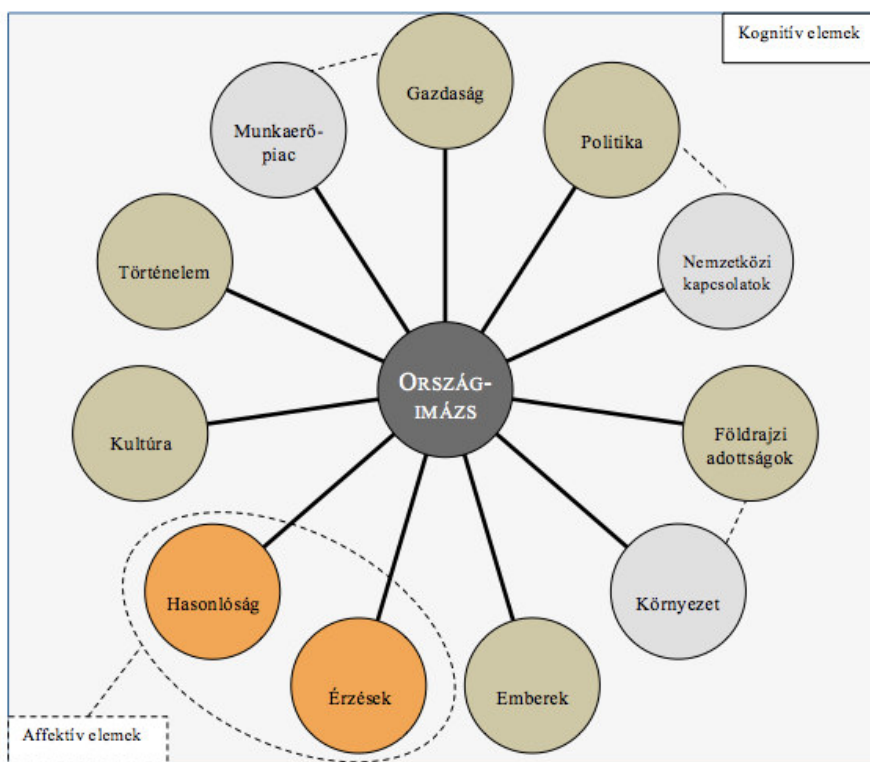 Kognitív elemek
Gazdaság
Munkaerő-
piac
Politika
Történelem
Nemzetközi
kapcsolatok
ORSZÁG-
IMÁZS
Kultúra
Földrajzi
adottságok
Hasonlóság
Környezet
Érzések
Emberek
Affektív elemek